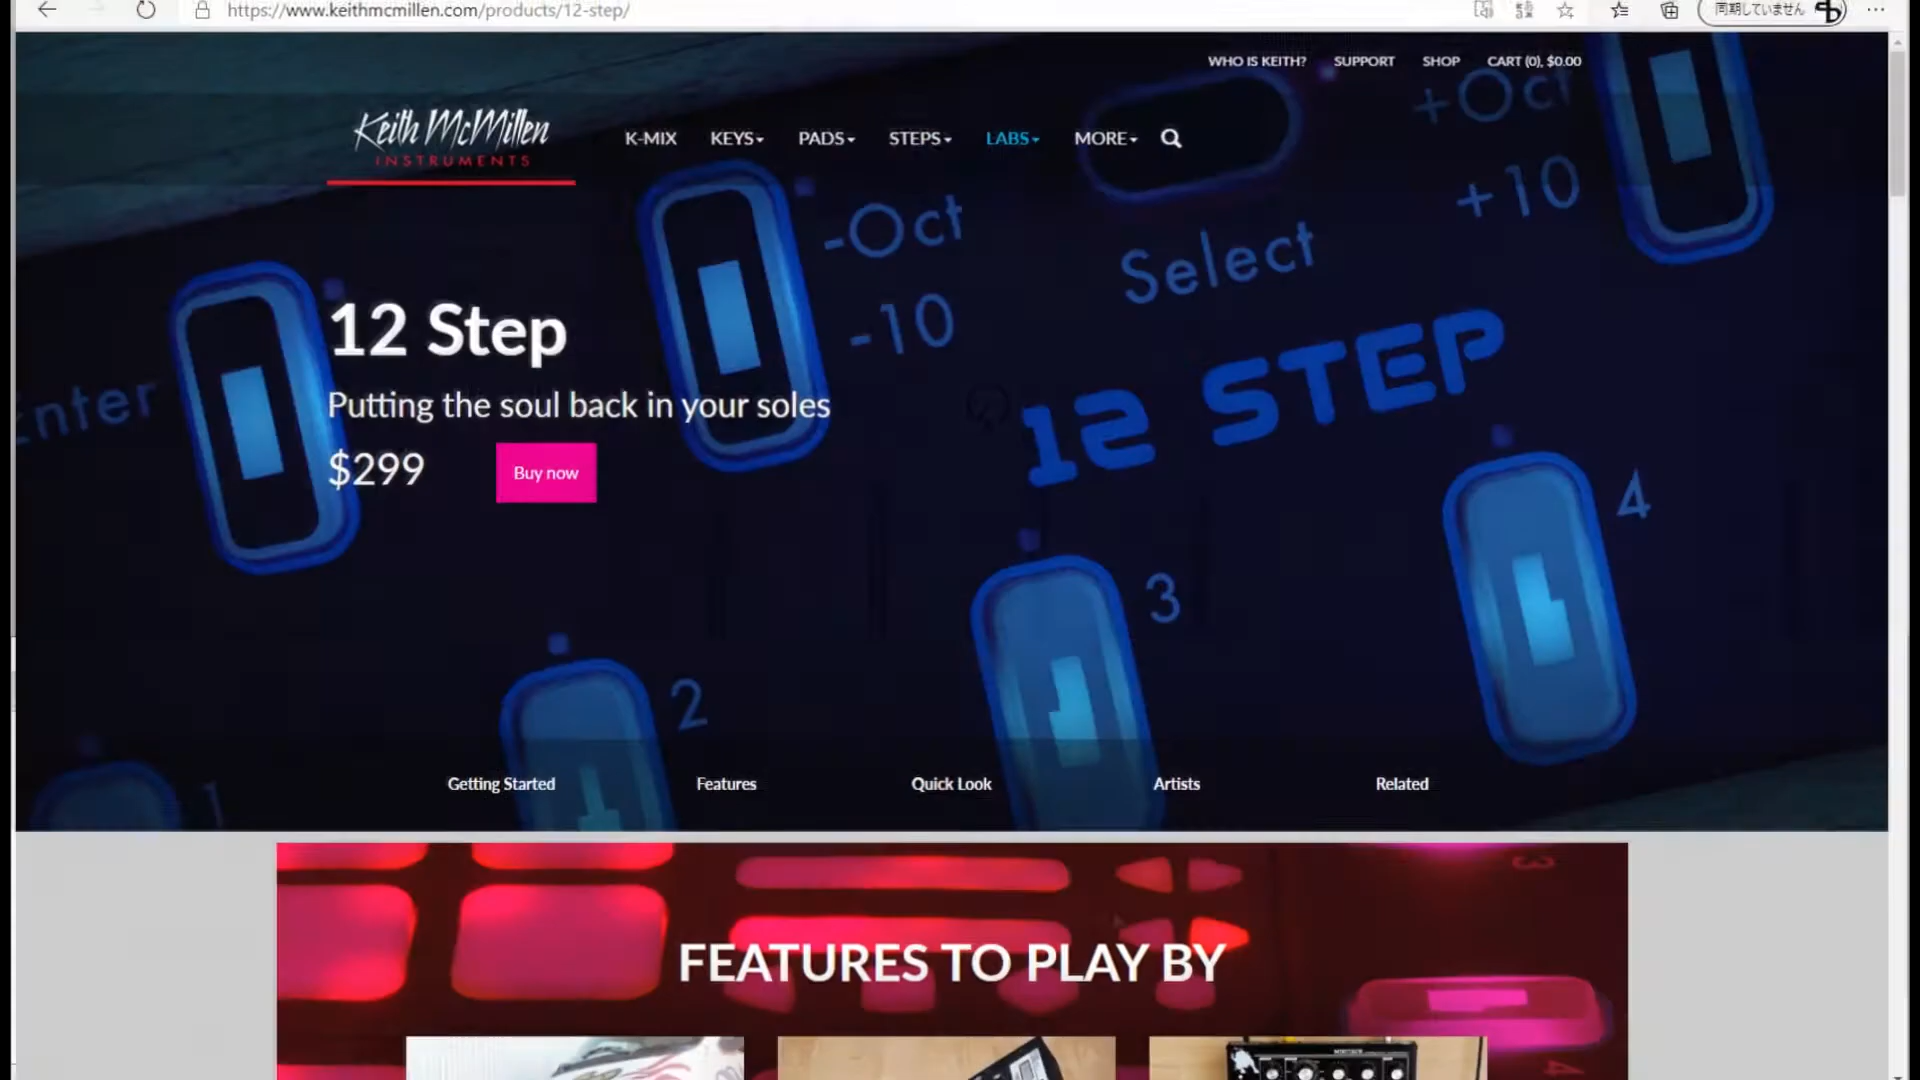 https://www.keithmcmillen.com/products/12-step/
同期していません
WHO IS KEITH? SUPPORT SHOP CART (0), $0.00
Keith McMillen
INSTRUMENTS
K-MIX KEYS PADS STEPS LABS MORE
+Oct
+10
-Oct
-10
Select
Enter
12 STEP
12 Step
Putting the soul back in your soles
$299
Buy now
4
3
2
1
Getting Started Features Quick Look Artists Related
3
FEATURES TO PLAY BY
4